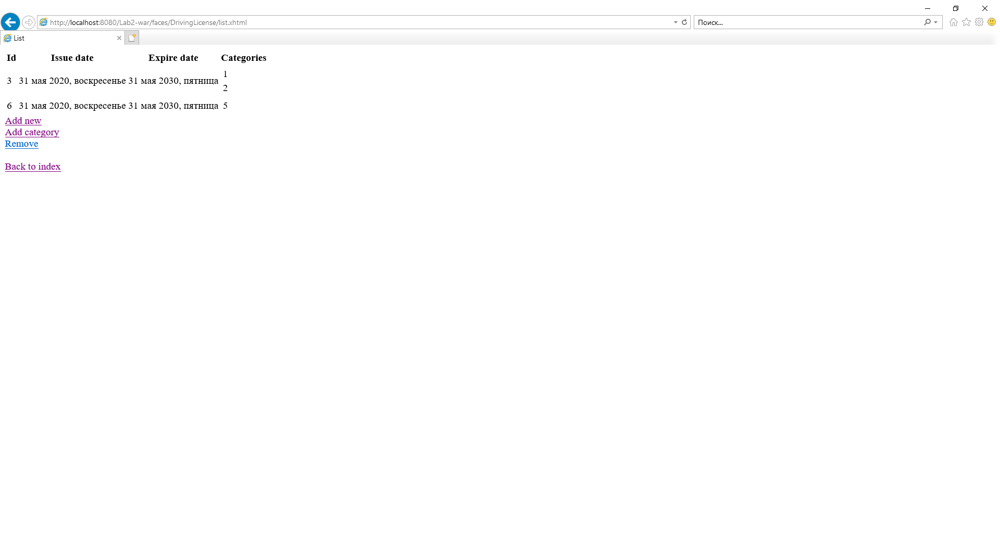 http://localhost:8080/Lab2-war/faces/DrivingLicense/list.xhtml
Поиск...
List
Id Issue date Expire date Categories
1
3 31 мая 2020, воскресенье 31 мая 2030, пятница
2
6 31 мая 2020, воскресенье 31 мая 2030, пятница 5
Add new
Add category
Remove
Back to index